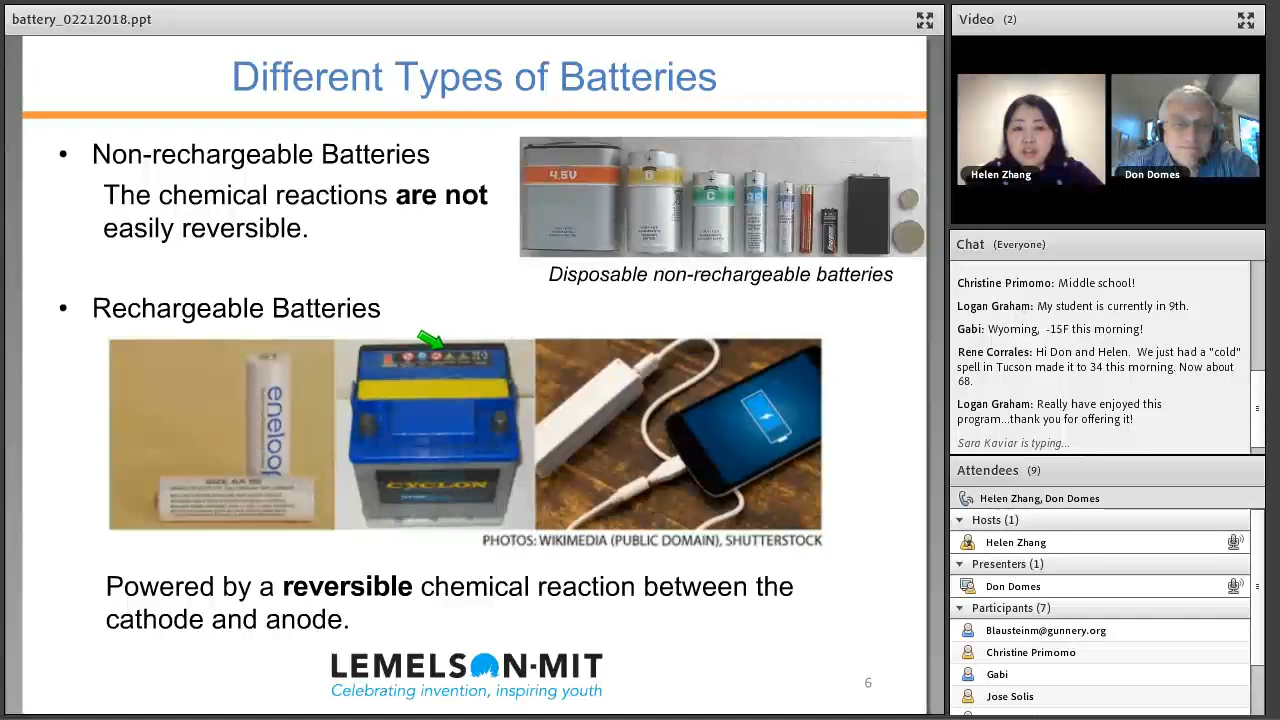 battery_02212018.ppt
Different Types of Batteries
• Non-rechargeable Batteries
The chemical reactions are not
easily reversible.
4.5V
D
C
AA
Disposable non-rechargeable batteries
• Rechargeable Batteries
eneloop
SIZE AA
CYCLON
PHOTOS: WIKIMEDIA (PUBLIC DOMAIN), SHUTTERSTOCK
Powered by a reversible chemical reaction between the
cathode and anode.
LEMELSON-MIT
Celebrating invention, inspiring youth
6
Video (2)
Helen Zhang
Don Domes
Chat (Everyone)
Christine Primomo: Middle school!
Logan Graham: My student is currently in 9th.
Gabi: Wyoming, -15F this morning!
Rene Corrales: Hi Don and Helen. We just had a "cold"
spell in Tucson made it to 34 this morning. Now about
68.
Logan Graham: Really have enjoyed this
program...thank you for offering it!
Sara Kaviar is typing...
Attendees (9)
Helen Zhang, Don Domes
Hosts (1)
Helen Zhang
Presenters (1)
Don Domes
Participants (7)
Blausteinm@gunnery.org
Christine Primomo
Gabi
Jose Solis